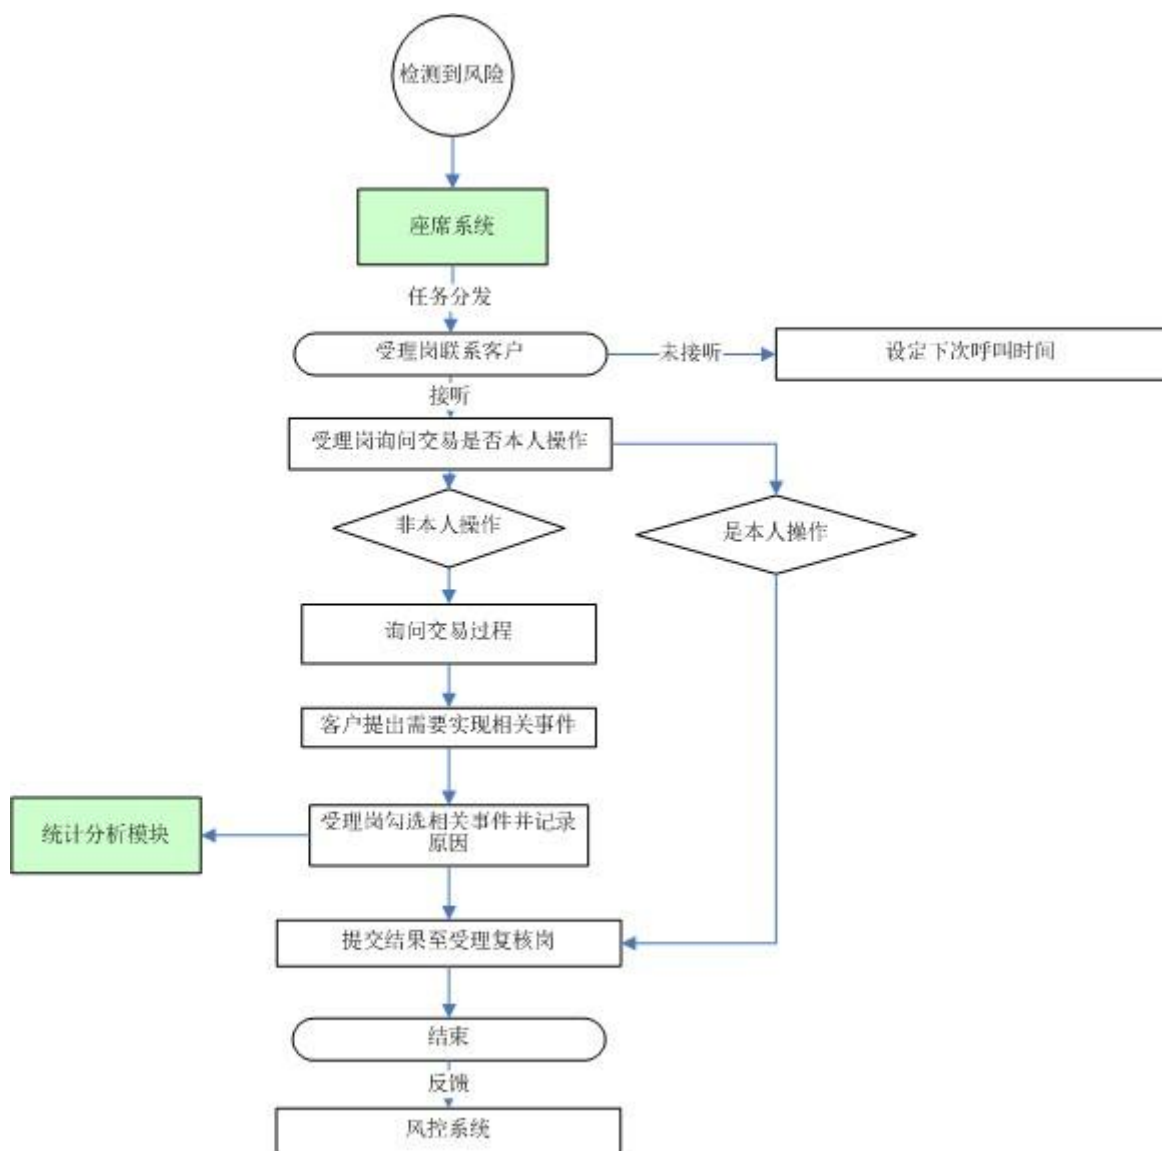 检测到风险
座席系统
任务分发
受理岗联系客户
未接听
设定下次呼叫时间
接听
受理岗询问交易是否本人操作
非本人操作
是本人操作
询问交易过程
客户提出需要实现相关事件
受理岗勾选相关事件并记录
原因
统计分析模块
提交结果至受理复核岗
结束
反馈
风控系统